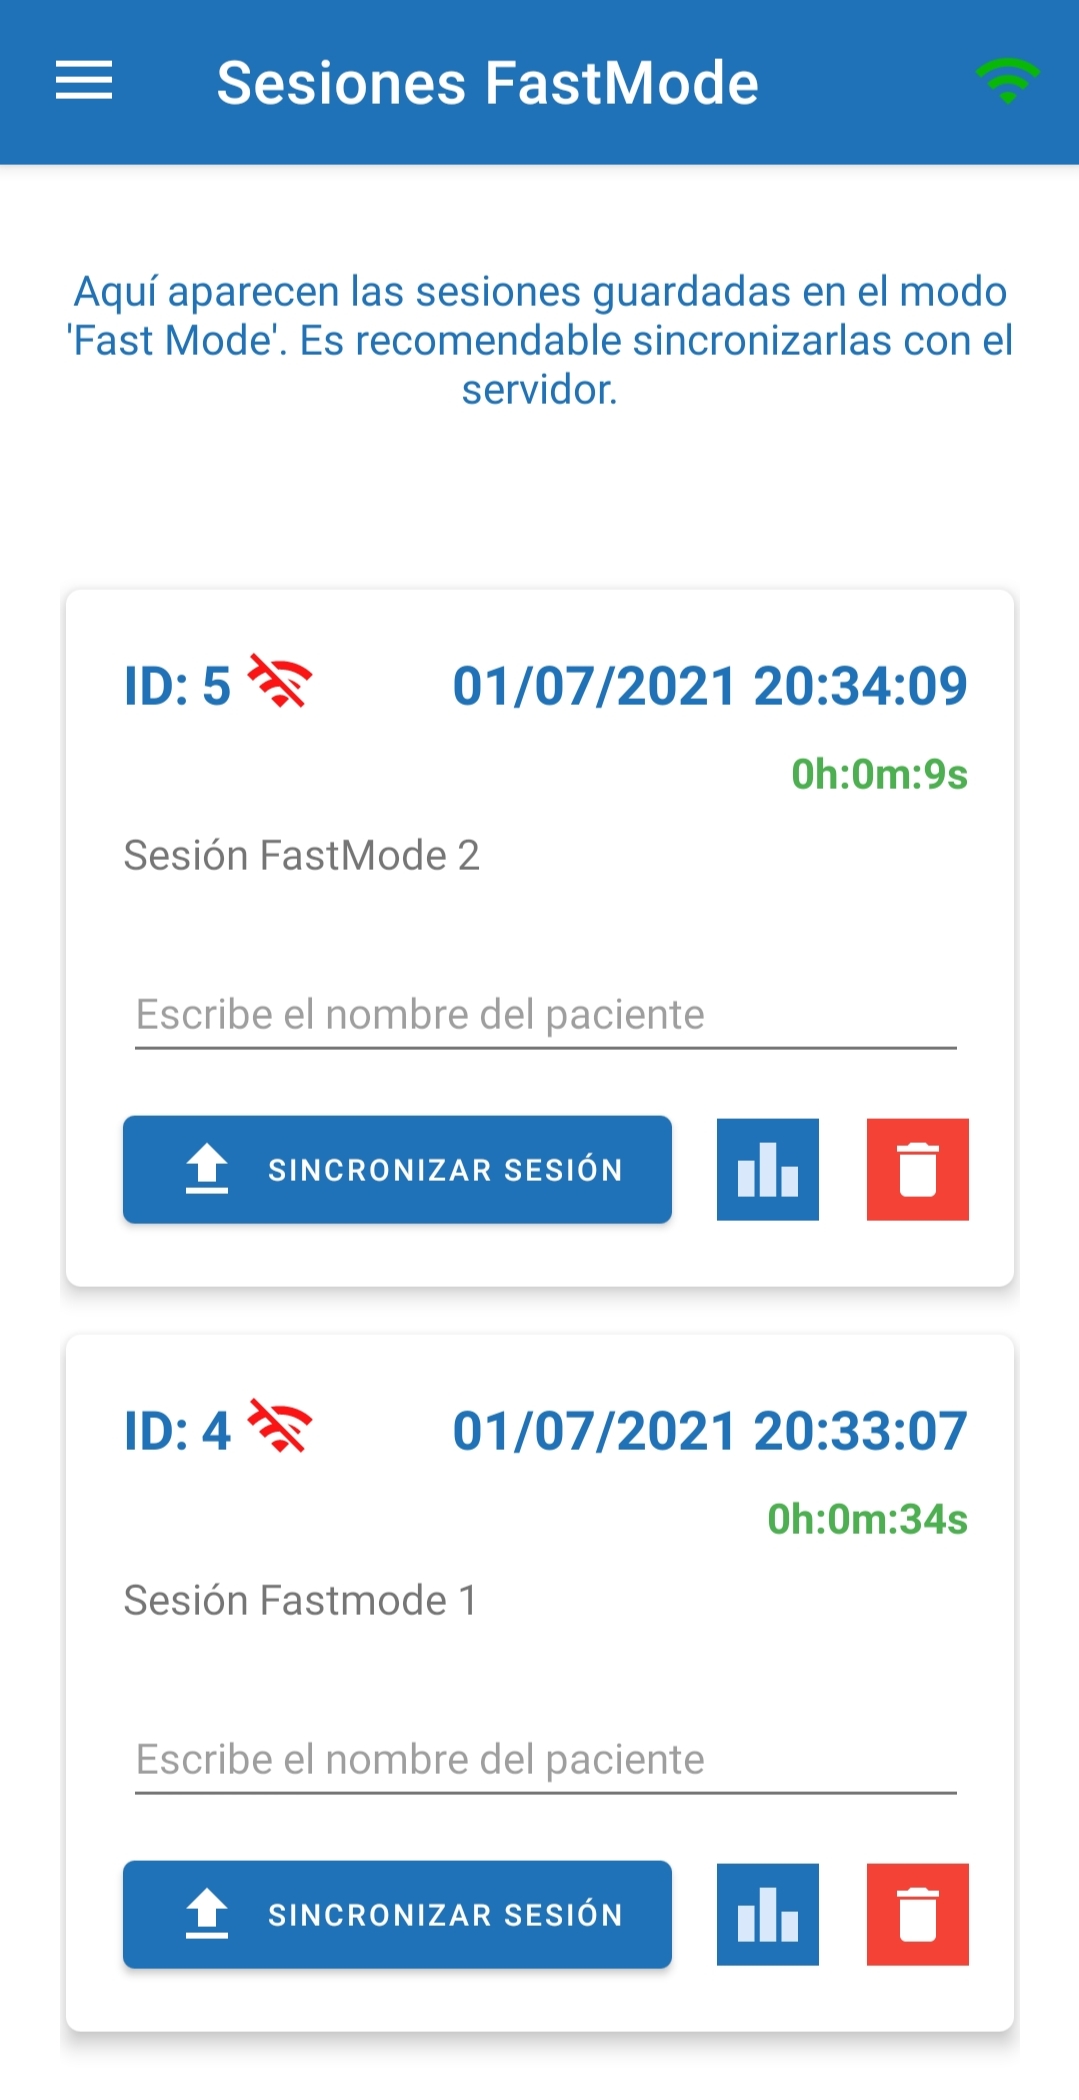 Sesiones FastMode
Aquí aparecen las sesiones guardadas en el modo
'Fast Mode'. Es recomendable sincronizarlas con el
servidor.
ID: 5 01/07/2021 20:34:09
0h:0m:9s
Sesión FastMode 2
Escribe el nombre del paciente
SINCRONIZAR SESIÓN
ID: 4 01/07/2021 20:33:07
0h:0m:34s
Sesión Fastmode 1
Escribe el nombre del paciente
SINCRONIZAR SESIÓN